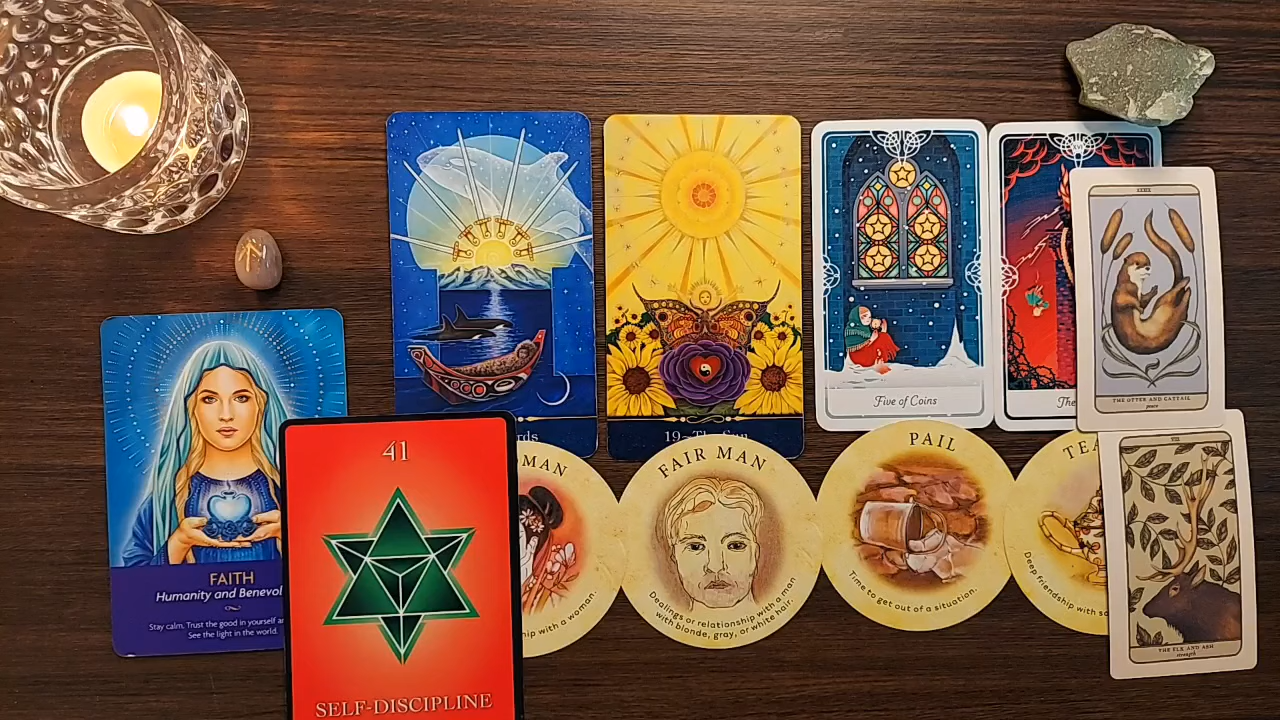 XXXIX
THE OTTER AND CATTAIL
peace
Five of Coins
The
rds
19~The Sun
MAN
hip with a woman.
FAIR MAN
Dealings or relationship with a man
with blonde, gray, or white hair.
PAIL
Time to get out of a situation.
TEA
Deep friendship with so
VIII
THE ELK AND ASH
strength
FAITH
Humanity and Benevol
Stay calm. Trust the good in yourself a
See the light in the world.
41
SELF-DISCIPLINE